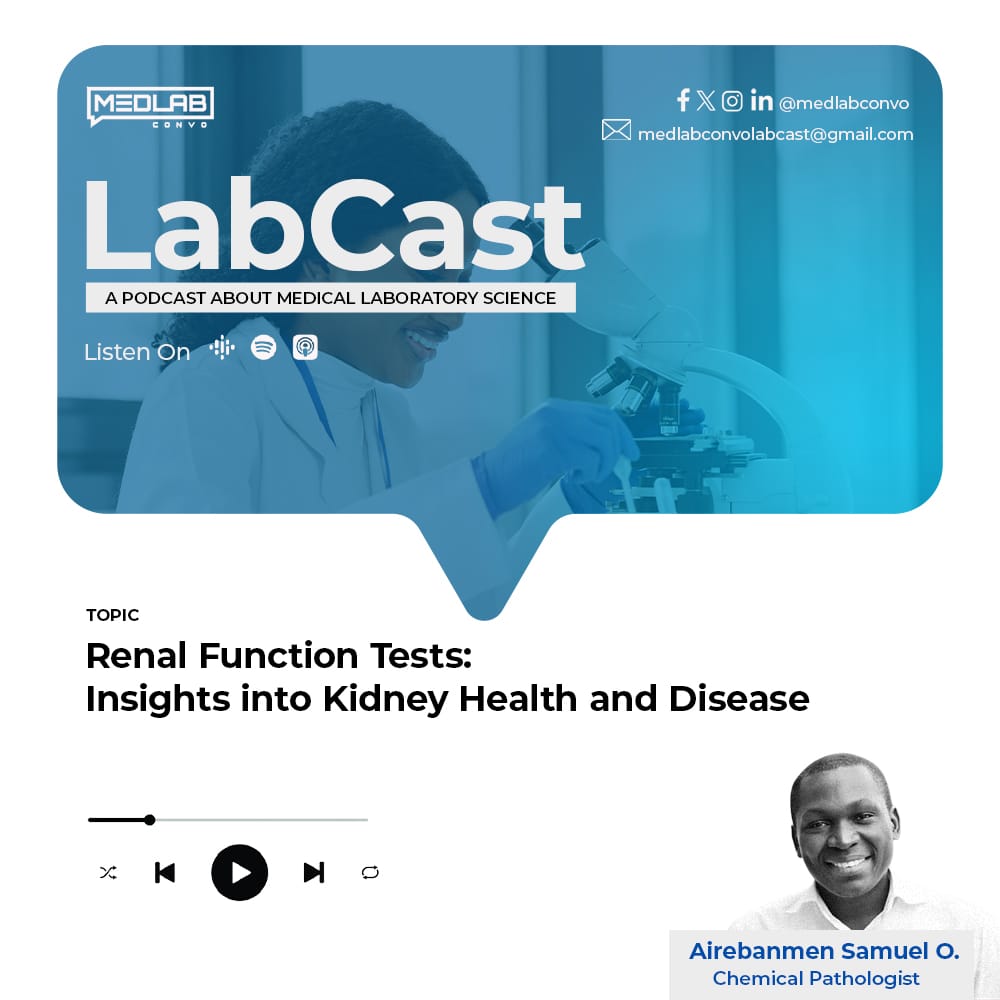 MEDLAB
CONVO
@medlabconvo
medlabconvolabcast@gmail.com
LabCast
A PODCAST ABOUT MEDICAL LABORATORY SCIENCE
Listen On
TOPIC
Renal Function Tests:
Insights into Kidney Health and Disease
Airebanmen Samuel O.
Chemical Pathologist